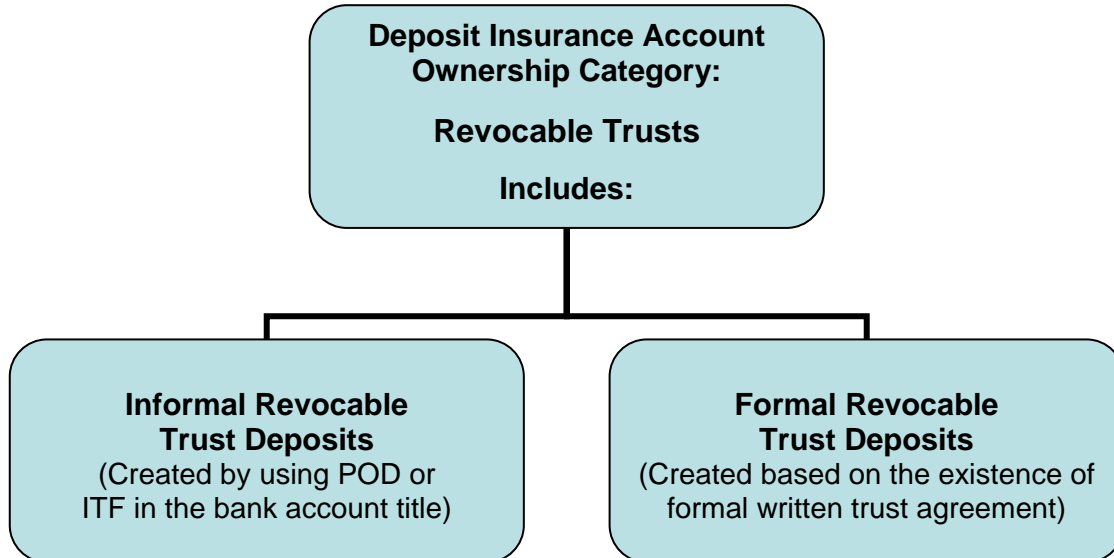 Deposit Insurance Account
Ownership Category:
Revocable Trusts
Includes:
Informal Revocable
Trust Deposits
(Created by using POD or
ITF in the bank account title)
Formal Revocable
Trust Deposits
(Created based on the existence of
formal written trust agreement)